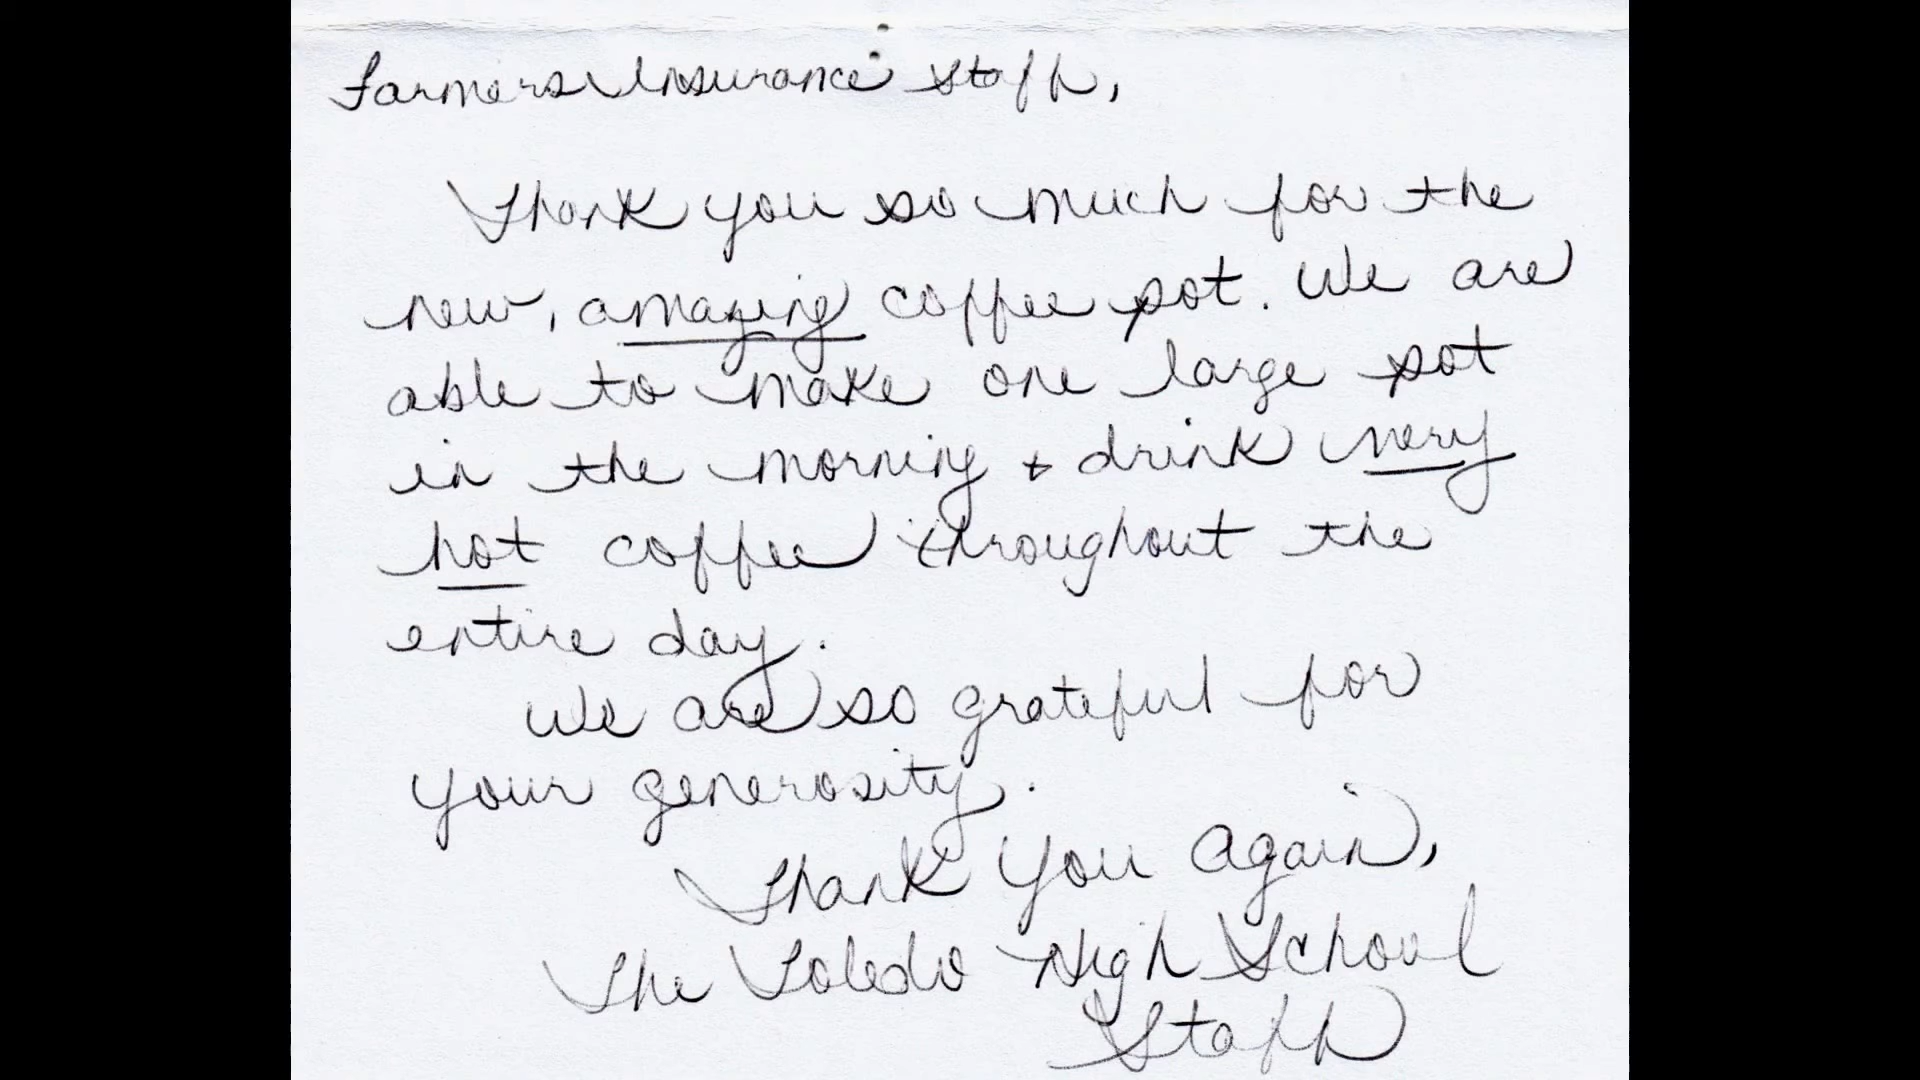 Farmers Insurance Staff,
Thank you so much for the
new, amazing coffee pot. We are
able to make one large pot
in the morning & drink very
hot coffee throughout the
entire day.
We are so grateful for
your generosity.
Thank you again,
The Toledo High School
Staff